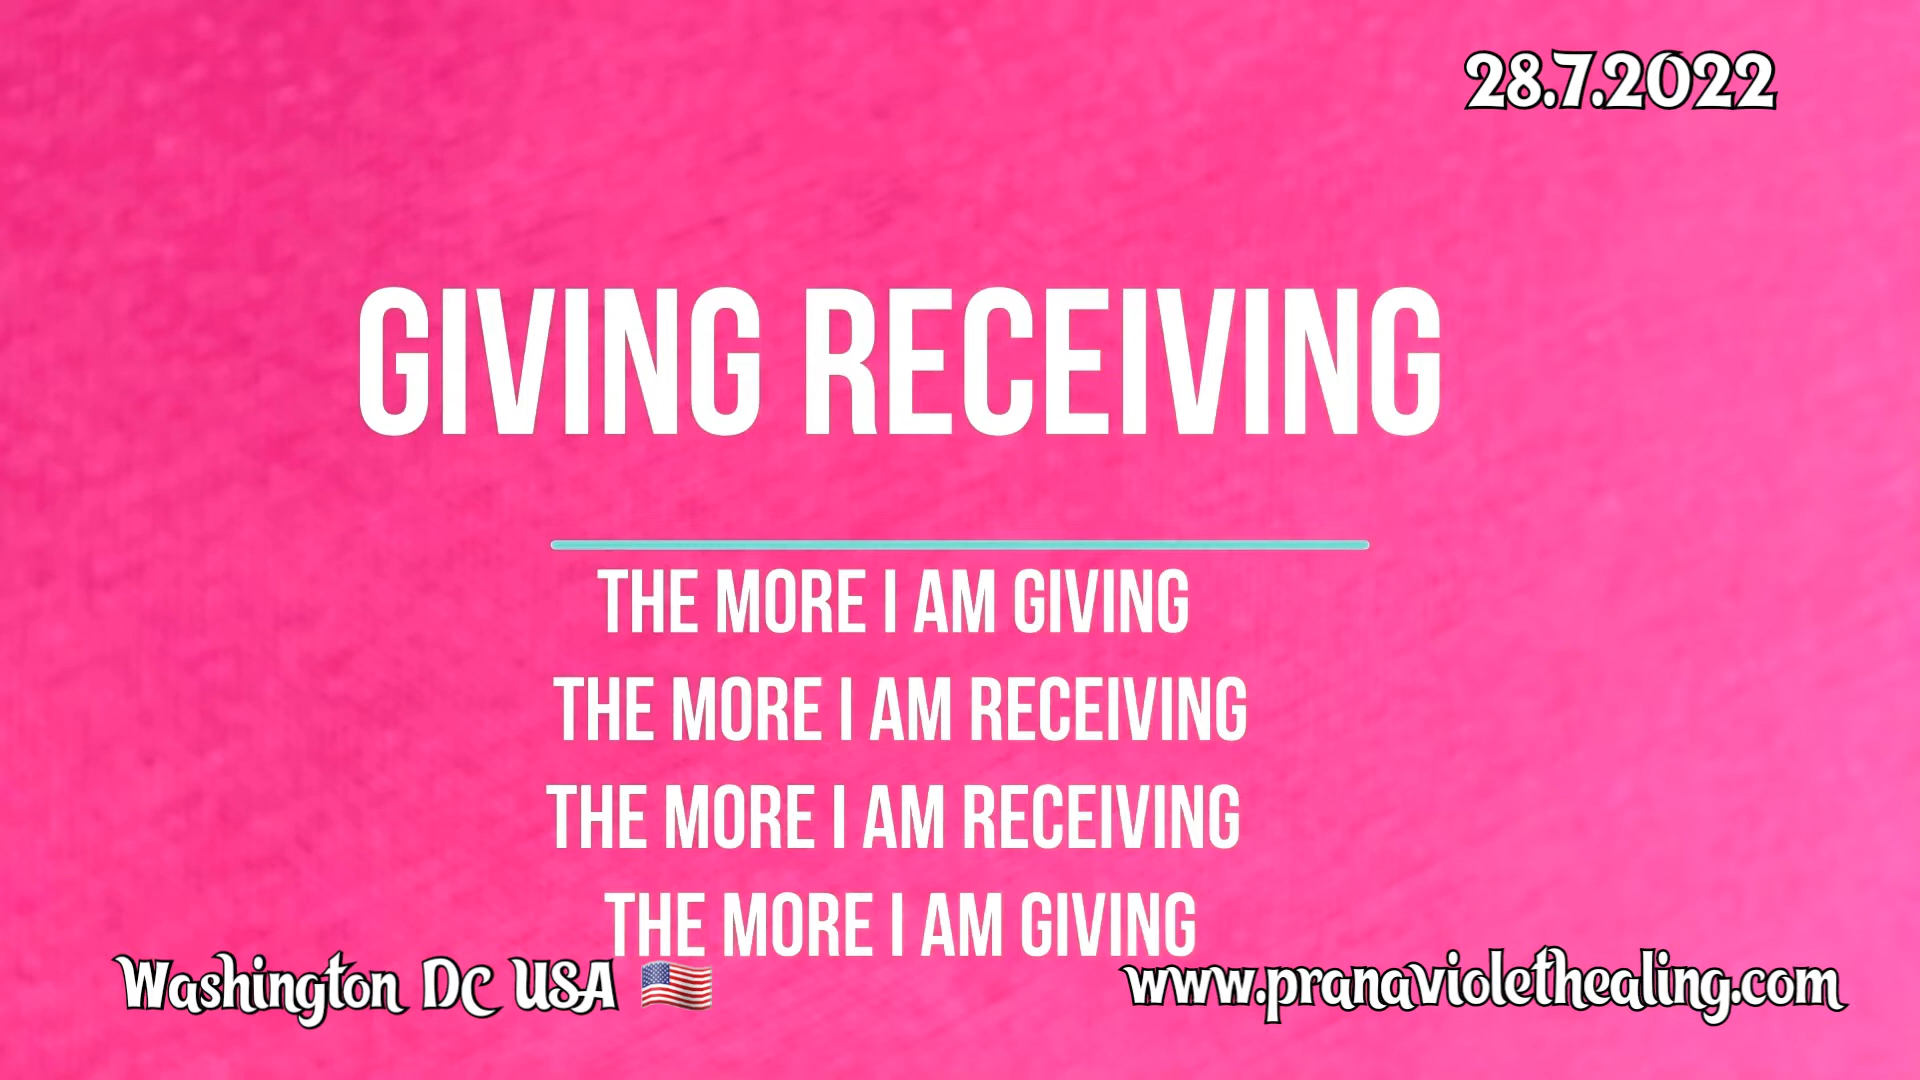 28.7.2022
GIVING RECEIVING
THE MORE I AM GIVING
THE MORE I AM RECEIVING
THE MORE I AM RECEIVING
THE MORE I AM GIVING
Washington DC USA 🇺🇸
www.pranaviolethealing.com